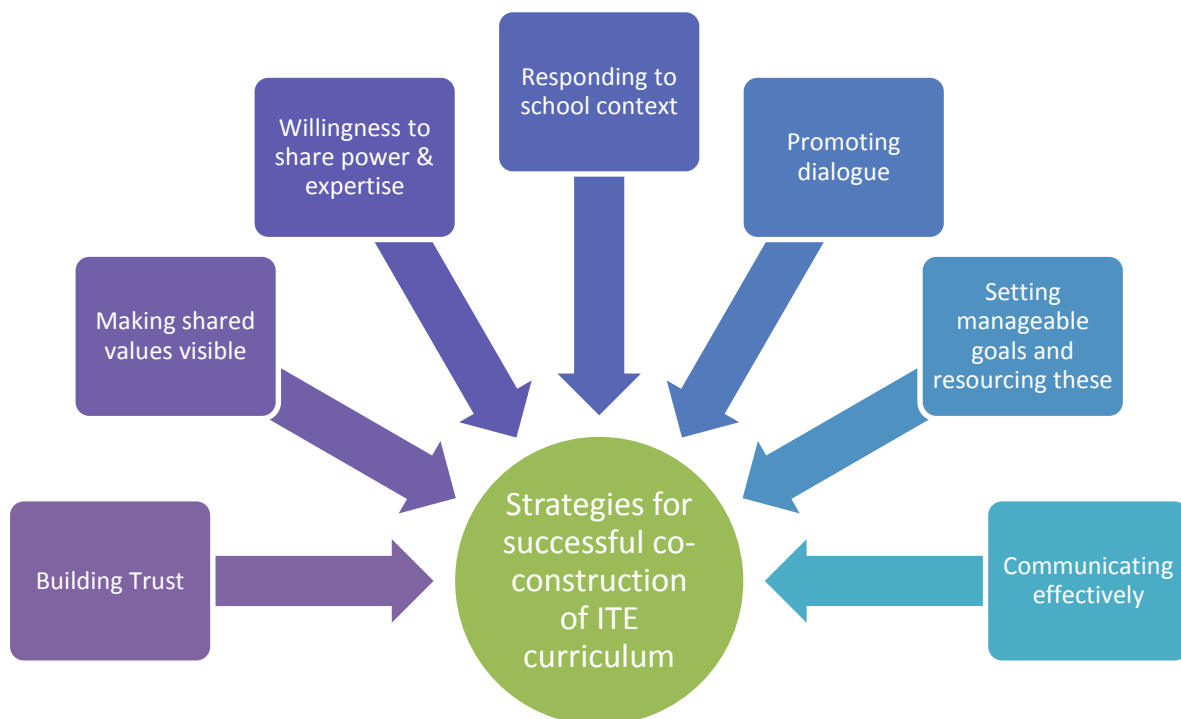 Responding to
school context
Willingness to
share power &
expertise
Promoting
dialogue
Making shared
values visible
Setting
manageable
goals and
resourcing these
Building Trust
Strategies for
successful co-
construction
of ITE
curriculum
Communicating
effectively